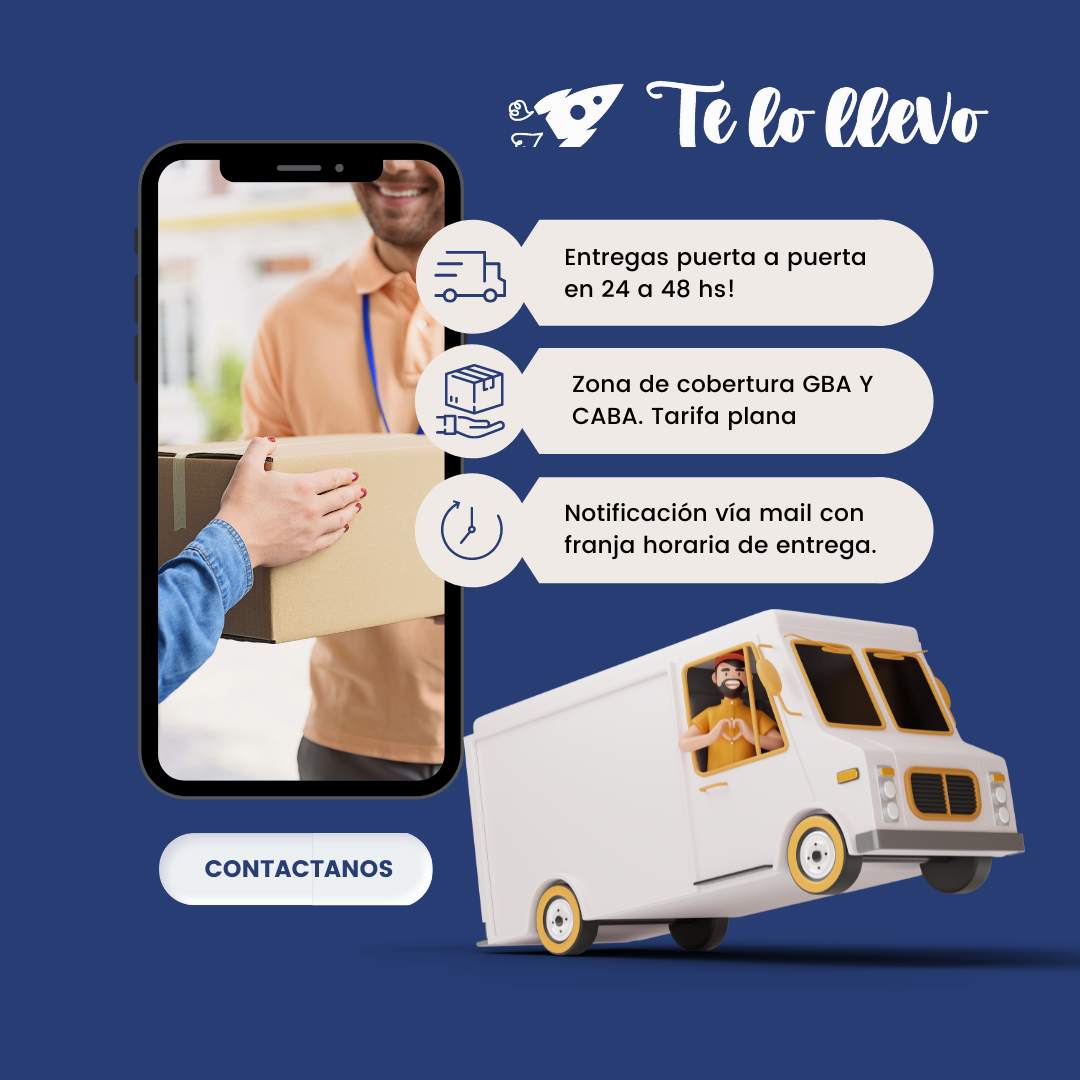 Te lo llevo
Entregas puerta a puerta
en 24 a 48 hs!
Zona de cobertura GBA Y
CABA. Tarifa plana
Notificación vía mail con
franja horaria de entrega.
CONTACTANOS